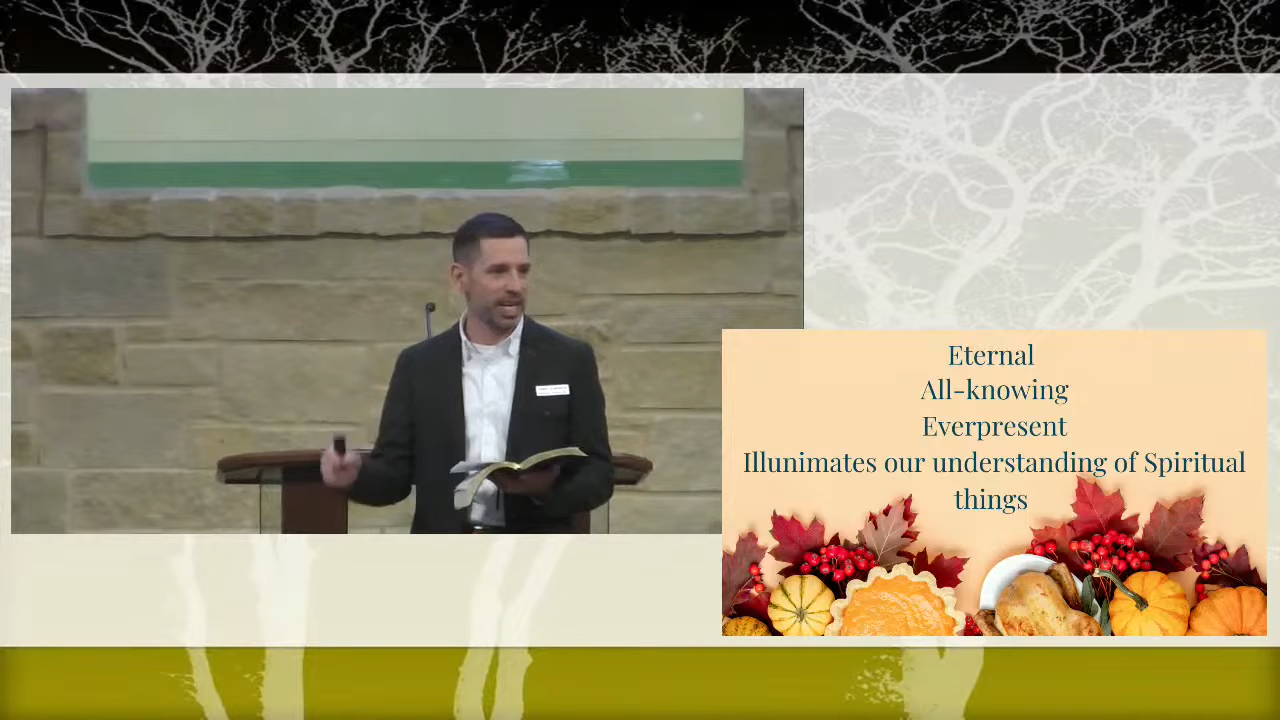 Eternal
All-knowing
Everpresent
Illunimates our understanding of Spiritual
things